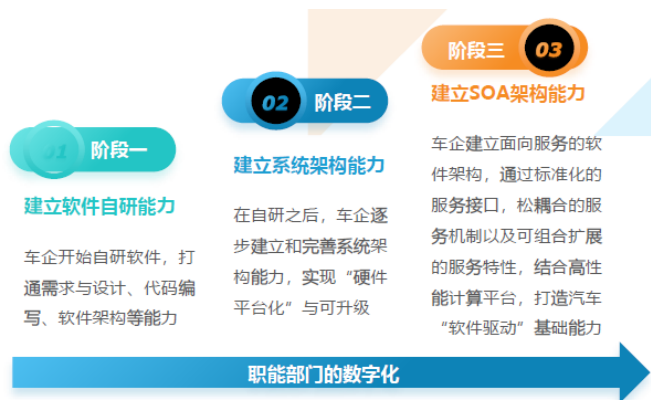 01 阶段一
建立软件自研能力
车企开始自研软件，打
通需求与设计、代码编
写、软件架构等能力
02 阶段二
建立系统架构能力
在自研之后，车企逐
步建立和完善系统架
构能力，实现“硬件
平台化”与可升级
阶段三 03
建立SOA架构能力
车企建立面向服务的软
件架构，通过标准化的
服务接口，松耦合的服
务机制以及可组合扩展
的服务特性，结合高性
能计算平台，打造汽车
“软件驱动”基础能力
职能部门的数字化